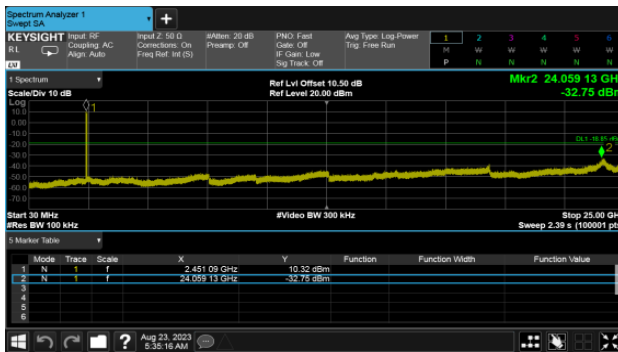 Spectrum Analyzer 1
Swept SA
+
KEYSIGHT Input: RF Input Z: 50 Ω #Atten: 20 dB PNO: Fast Avg Type: Log-Power 1 2 3 4 5 6
RL Coupling: AC Corrections: On Preamp: Off Gate: Off Trig: Free Run M W W W W W
Align: Auto Freq Ref: Int (S) IF Gain: Low
Sig Track: Off P N N N N N
LXI
1 Spectrum Ref Lvl Offset 10.50 dB Mkr2 24.059 13 GH
Scale/Div 10 dB Ref Level 20.00 dBm -32.75 dBr
Log
10.0
0.00
-10.0
-20.0
-30.0
-40.0
-50.0
-60.0
-70.0
1
2
Start 30 MHz #Video BW 300 kHz Stop 25.00 GH
#Res BW 100 kHz Sweep 2.39 s (100001 pt
5 Marker Table
Mode Trace Scale X Y Function Function Width Function Value
1 N 1 f 2.451 09 GHz 10.32 dBm
2 N 1 f 24.059 13 GHz -32.75 dBm
3
4
5
6
? Aug 23, 2023
5:35:16 AM